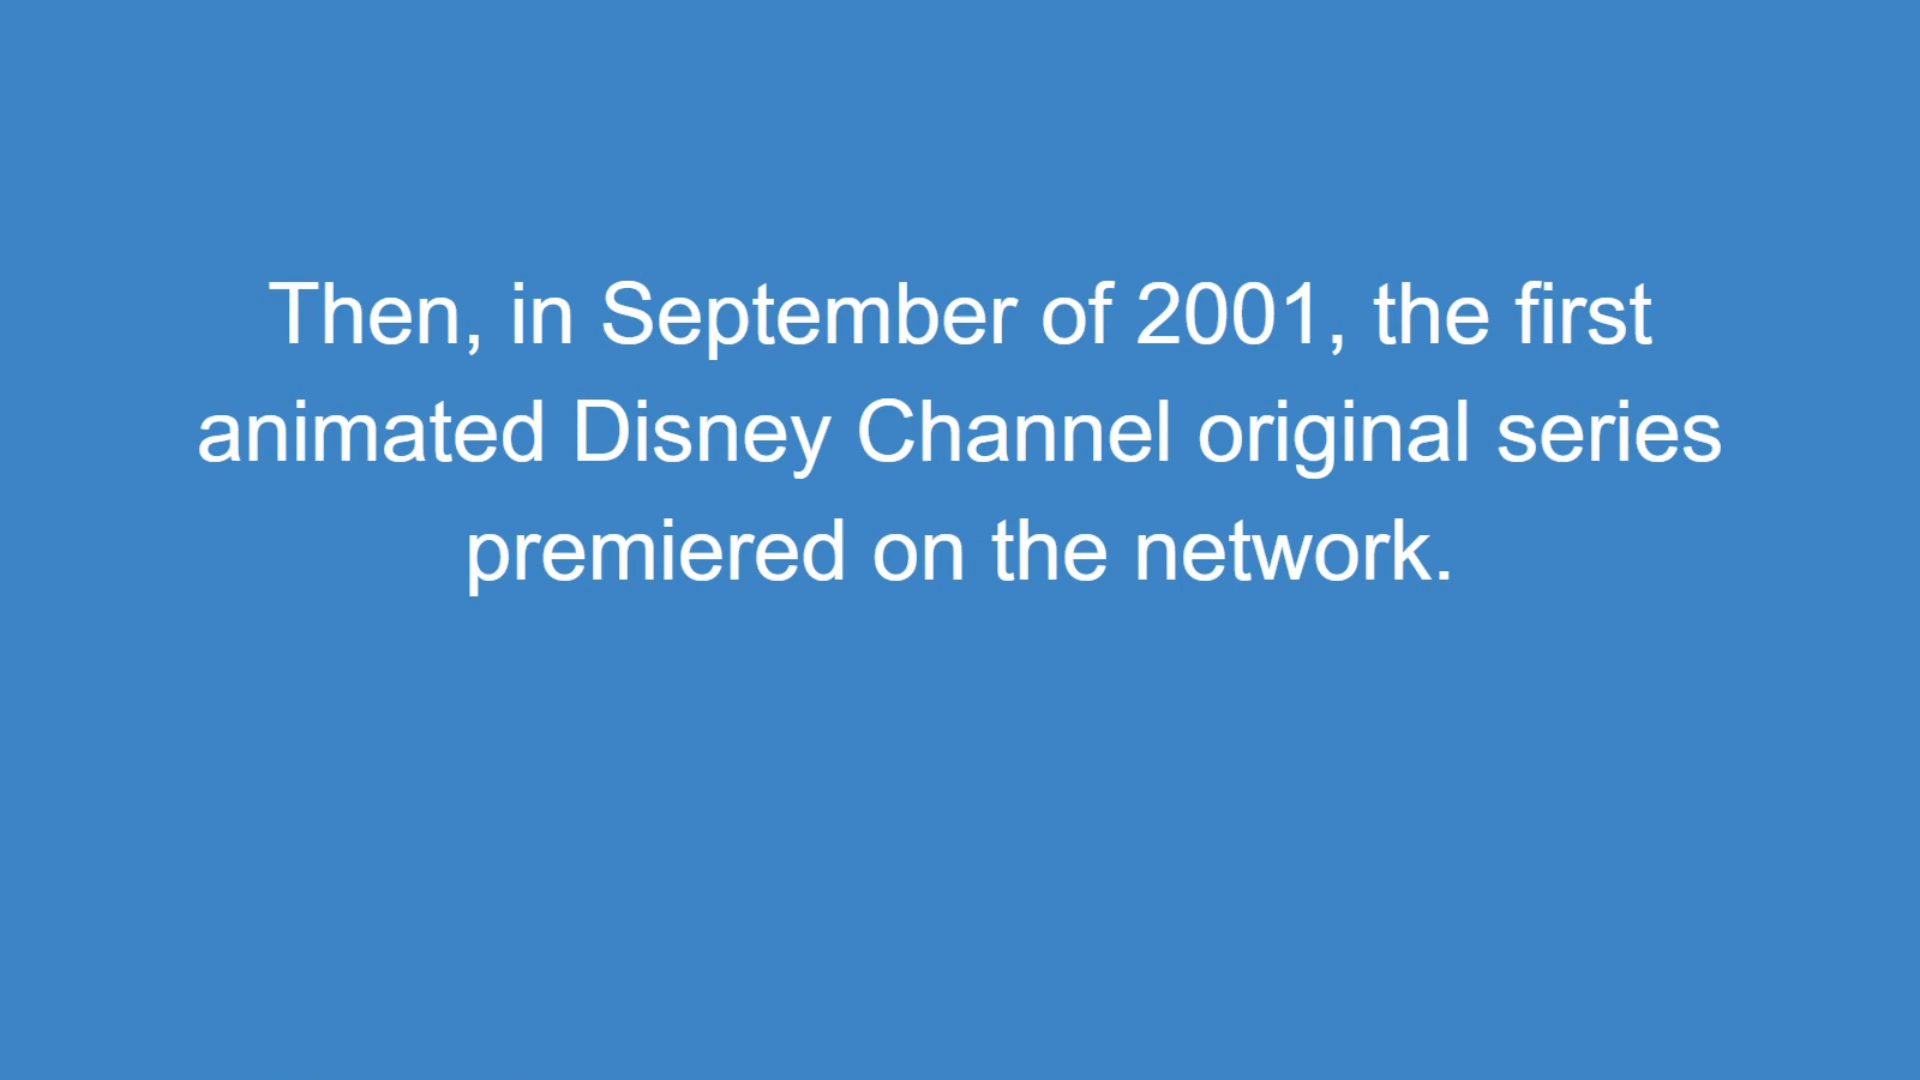 Then, in September of 2001, the first
animated Disney Channel original series
premiered on the network.